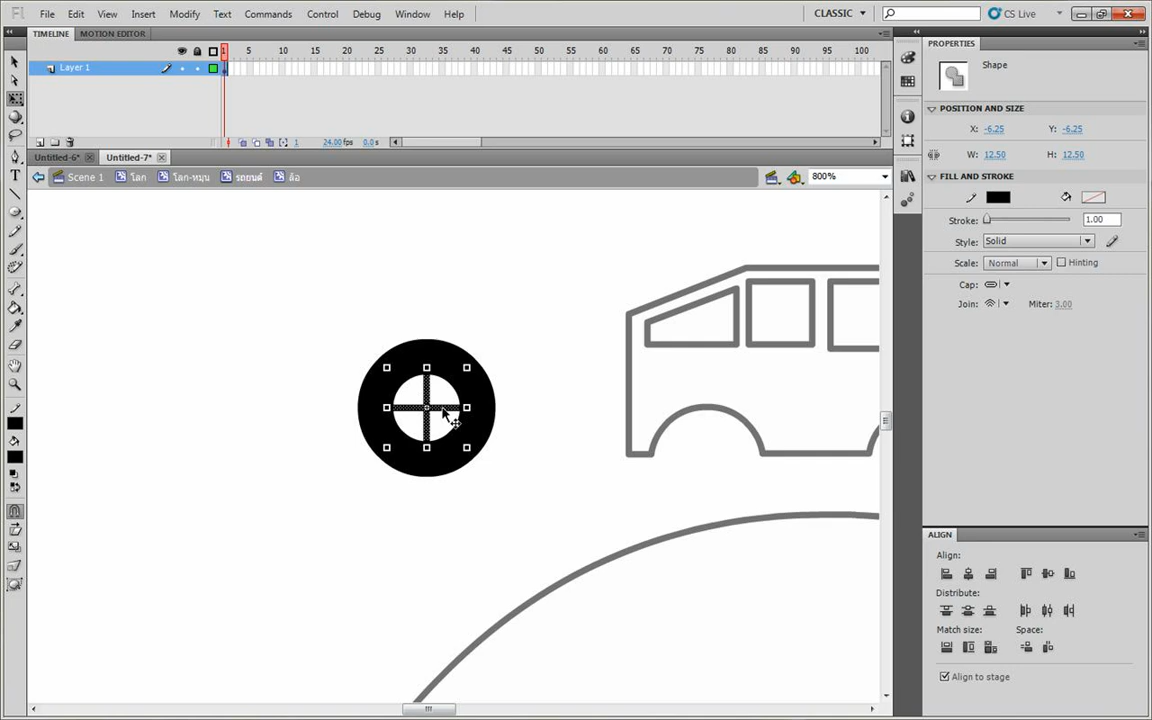 Fl File Edit View Insert Modify Text Commands Control Debug Window Help CLASSIC CS Live
TIMELINE MOTION EDITOR
1 5 10 15 20 25 30 35 40 45 50 55 60 65 70 75 80 85 90 95 100
Layer 1
1 24.00 fps 0.0 s
Untitled-6* Untitled-7*
Scene 1 โลก โลก-หมุน รถยนต์ ล้อ 800%
PROPERTIES
Shape
POSITION AND SIZE
X: -6.25 Y: -6.25
W: 12.50 H: 12.50
FILL AND STROKE
Stroke: 1.00
Style: Solid
Scale: Normal Hinting
Cap:
Join: Miter: 3.00
ALIGN
Align:
Distribute:
Match size: Space:
Align to stage